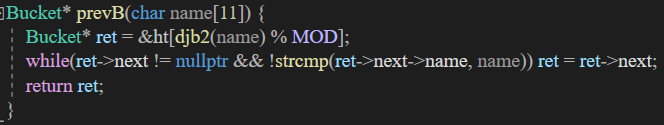 Bucket* prevB(char name[11]) {
Bucket* ret = &ht[djb2(name) % MOD];
while(ret->next != nullptr && !strcmp(ret->next->name, name)) ret = ret->next;
return ret;
}